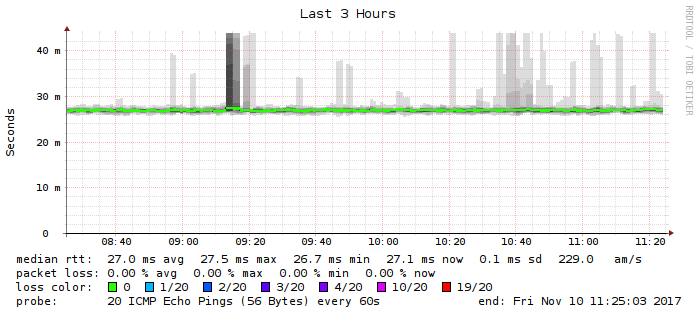 Last 3 Hours
RRDTOOL / TOBI OETIKER
Seconds
40 m
30 m
20 m
10 m
0
08:40 09:00 09:20 09:40 10:00 10:20 10:40 11:00 11:20
median rtt: 27.0 ms avg 27.5 ms max 26.7 ms min 27.1 ms now 0.1 ms sd 229.0 am/s
packet loss: 0.00 % avg 0.00 % max 0.00 % min 0.00 % now
loss color: 0 1/20 2/20 3/20 4/20 10/20 19/20
probe: 20 ICMP Echo Pings (56 Bytes) every 60s end: Fri Nov 10 11:25:03 2017